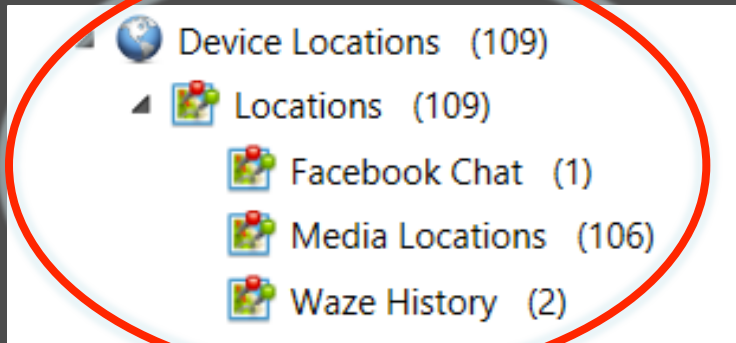 Device Locations (109)
Locations (109)
Facebook Chat (1)
Media Locations (106)
Waze History (2)